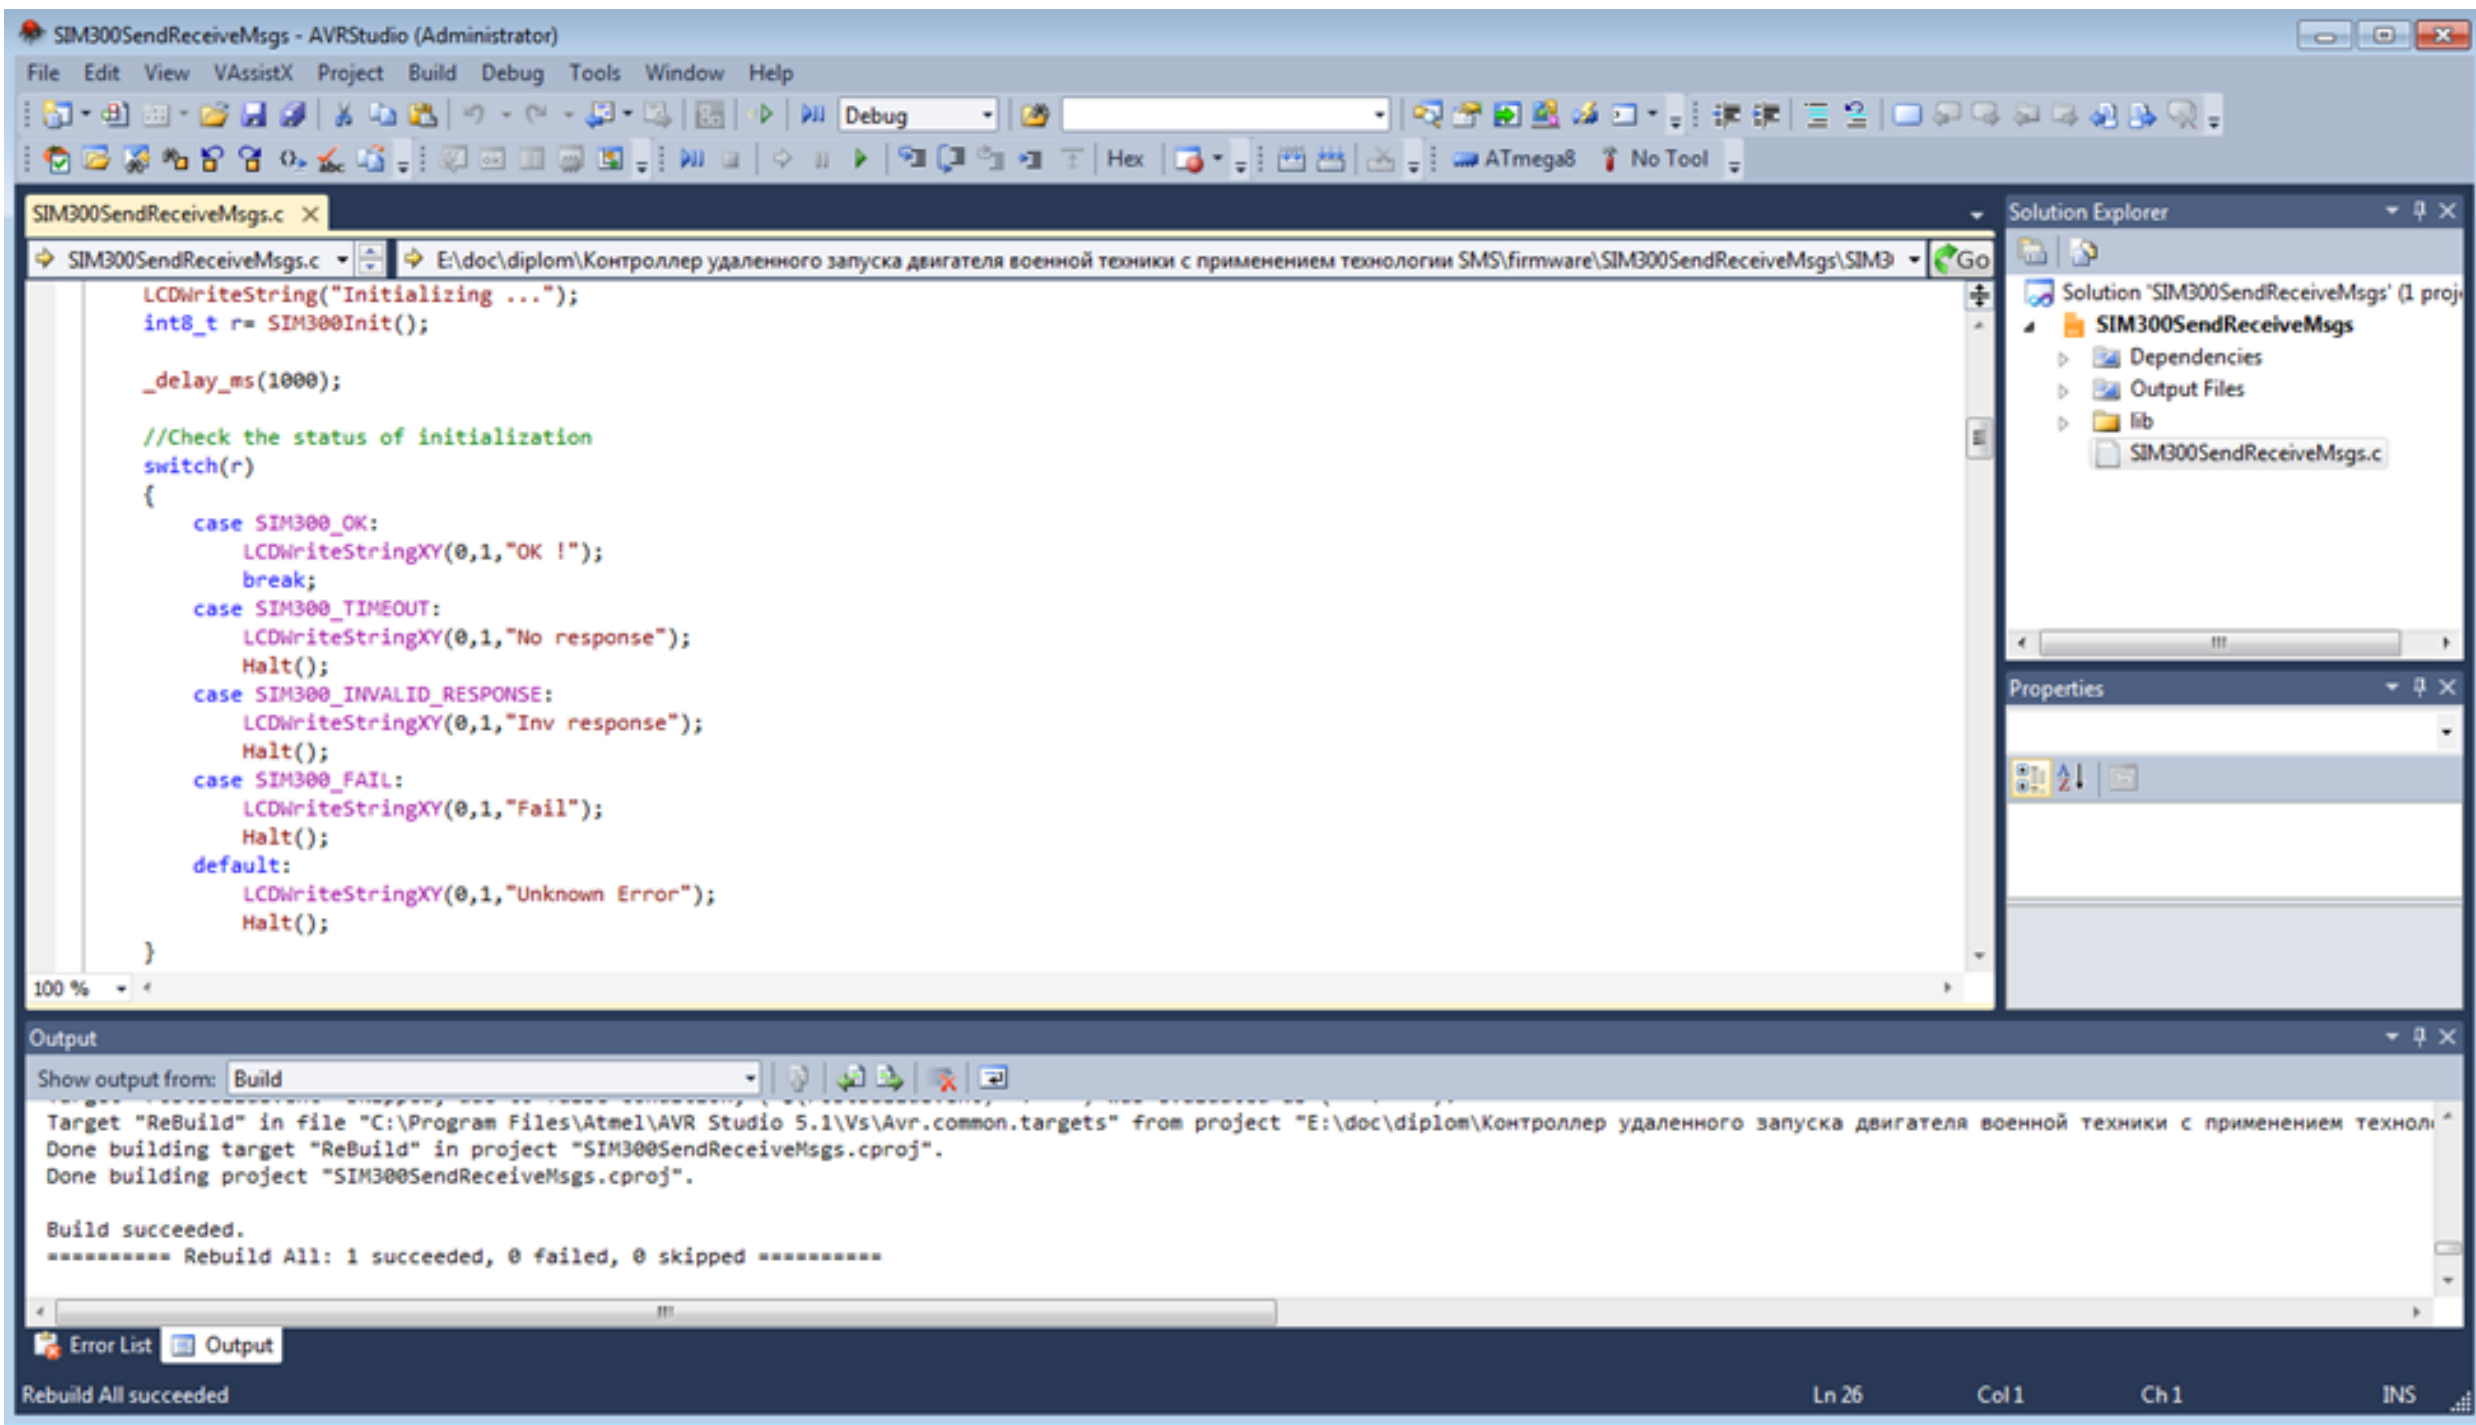 SIM300SendReceiveMsgs - AVRStudio (Administrator)
File Edit View VAssistX Project Build Debug Tools Window Help
Debug
Hex ATmega8 No Tool
SIM300SendReceiveMsgs.c
SIM300SendReceiveMsgs.c E:\doc\diplom\Контроллер удаленного запуска двигателя военной техники с применением технологии SMS\firmware\SIM300SendReceiveMsgs\SIM3 Go
LCDWriteString("Initializing ...");
int8_t r= SIM300Init();
_delay_ms(1000);
//Check the status of initialization
switch(r)
{
case SIM300_OK:
LCDWriteStringXY(0,1,"OK !");
break;
case SIM300_TIMEOUT:
LCDWriteStringXY(0,1,"No response");
Halt();
case SIM300_INVALID_RESPONSE:
LCDWriteStringXY(0,1,"Inv response");
Halt();
case SIM300_FAIL:
LCDWriteStringXY(0,1,"Fail");
Halt();
default:
LCDWriteStringXY(0,1,"Unknown Error");
Halt();
}
100 %
Solution Explorer
Solution 'SIM300SendReceiveMsgs' (1 proj
SIM300SendReceiveMsgs
Dependencies
Output Files
lib
SIM300SendReceiveMsgs.c
Properties
Output
Show output from: Build
Target "ReBuild" in file "C:\Program Files\Atmel\AVR Studio 5.1\Vs\Avr.common.targets" from project "E:\doc\diplom\Контроллер удаленного запуска двигателя военной техники с применением технол
Done building target "ReBuild" in project "SIM300SendReceiveMsgs.cproj".
Done building project "SIM300SendReceiveMsgs.cproj".
Build succeeded.
========== Rebuild All: 1 succeeded, 0 failed, 0 skipped ==========
Error List Output
Rebuild All succeeded Ln 26 Col 1 Ch 1 INS